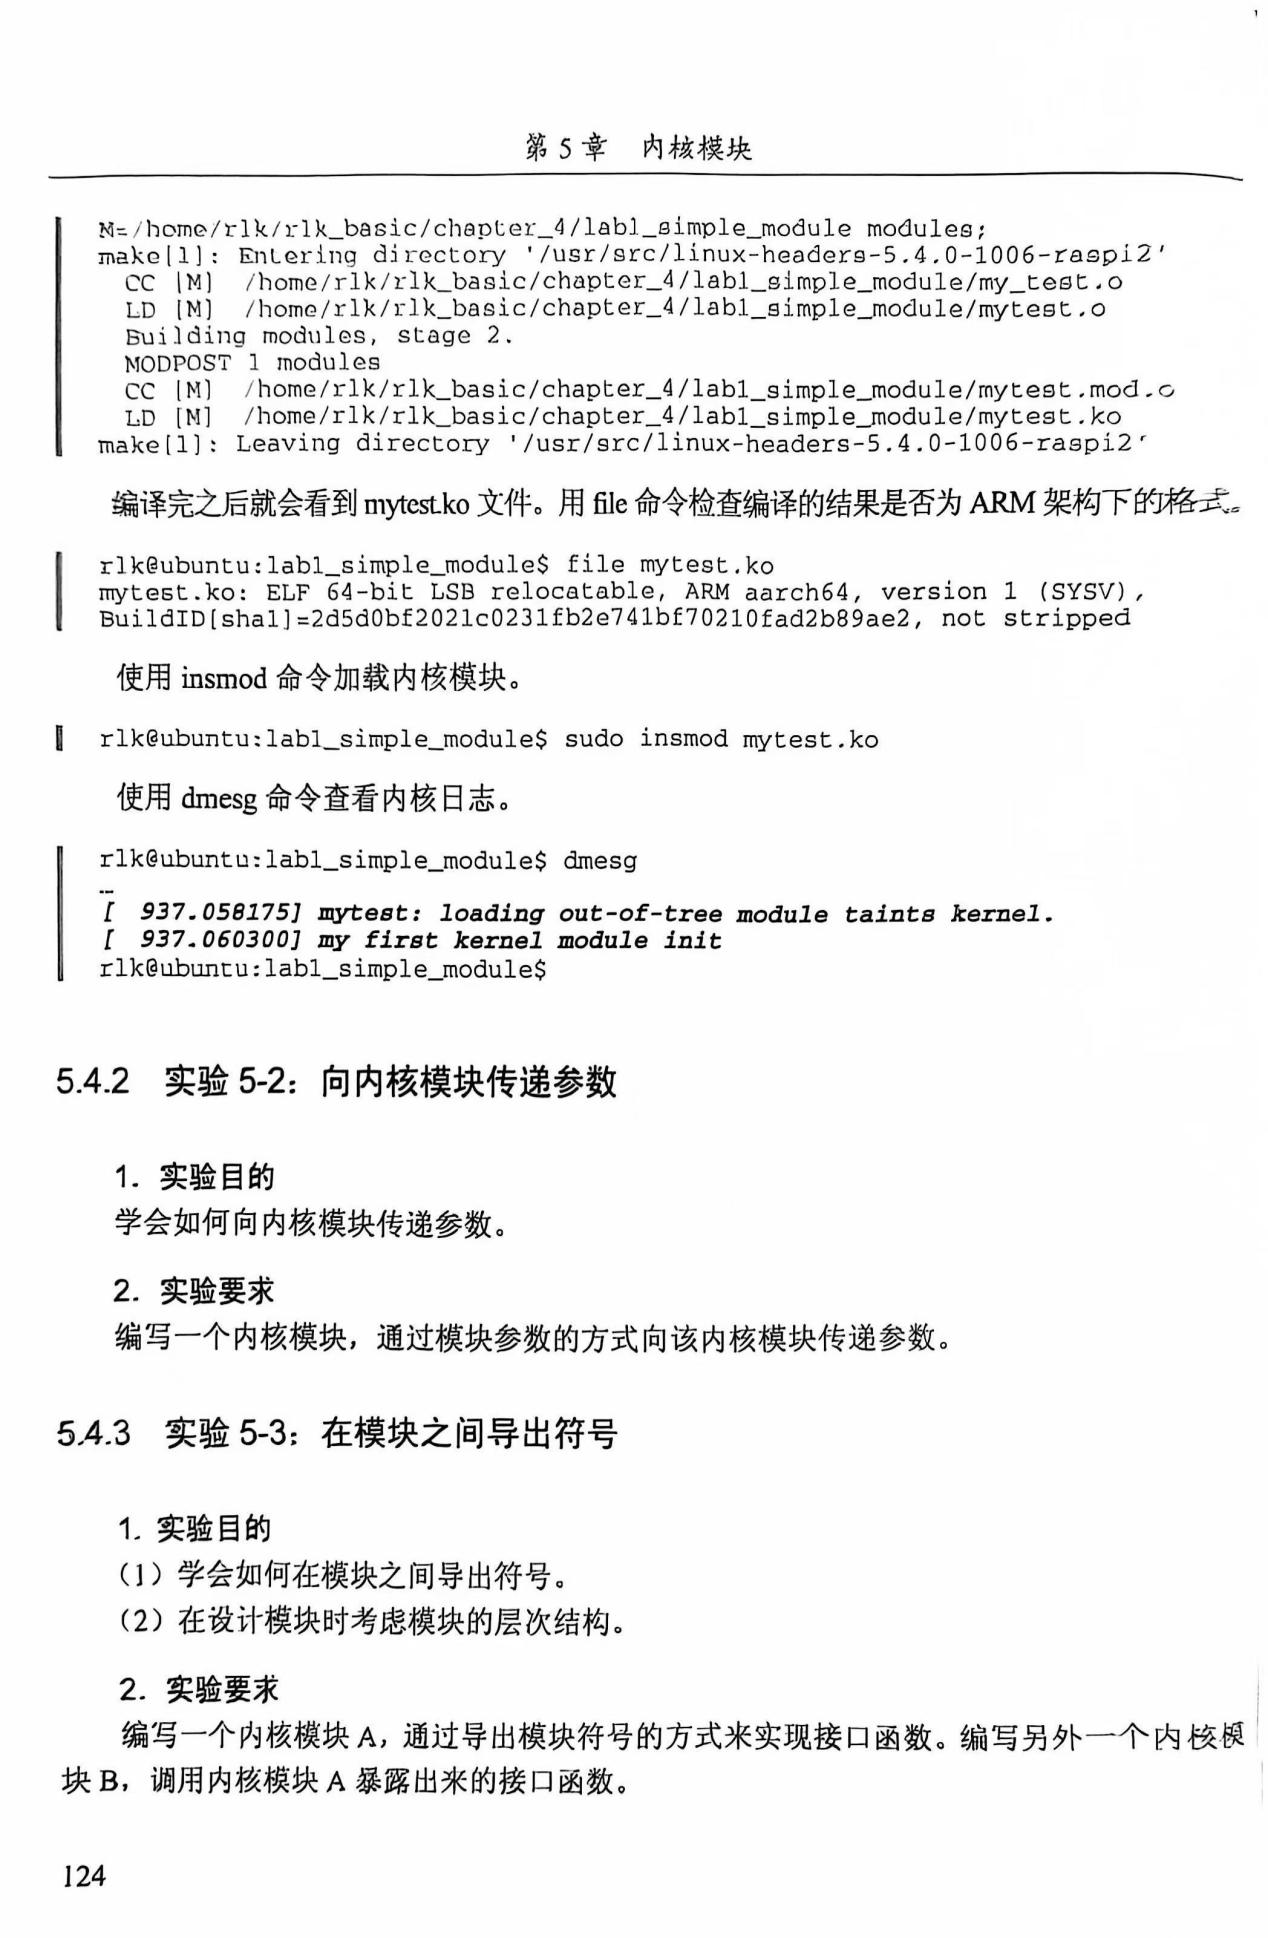 第 5 章 内核模块
M=/home/rlk/rlk_basic/chapter_4/lab1_simple_module modules;
make[1]: Entering directory '/usr/src/linux-headers-5.4.0-1006-raspi2'
CC [M] /home/rlk/rlk_basic/chapter_4/lab1_simple_module/my_test.o
LD [M] /home/rlk/rlk_basic/chapter_4/lab1_simple_module/mytest.o
Building modules, stage 2.
MODPOST 1 modules
CC [M] /home/rlk/rlk_basic/chapter_4/lab1_simple_module/mytest.mod.o
LD [M] /home/rlk/rlk_basic/chapter_4/lab1_simple_module/mytest.ko
make[1]: Leaving directory '/usr/src/linux-headers-5.4.0-1006-raspi2'
编译完之后就会看到 mytest.ko 文件。用 file 命令检查编译的结果是否为 ARM 架构下的格式。
rlk@ubuntu:lab1_simple_module$ file mytest.ko
mytest.ko: ELF 64-bit LSB relocatable, ARM aarch64, version 1 (SYSV),
BuildID[sha1]=2d5d0bf2021c0231fb2e741bf70210fad2b89ae2, not stripped
使用 insmod 命令加载内核模块。
rlk@ubuntu:lab1_simple_module$ sudo insmod mytest.ko
使用 dmesg 命令查看内核日志。
rlk@ubuntu:lab1_simple_module$ dmesg
…
[ 937.058175] mytest: loading out-of-tree module taints kernel.
[ 937.060300] my first kernel module init
rlk@ubuntu:lab1_simple_module$
5.4.2 实验 5-2：向内核模块传递参数
1. 实验目的
学会如何向内核模块传递参数。
2. 实验要求
编写一个内核模块，通过模块参数的方式向该内核模块传递参数。
5.4.3 实验 5-3：在模块之间导出符号
1. 实验目的
（1）学会如何在模块之间导出符号。
（2）在设计模块时考虑模块的层次结构。
2. 实验要求
编写一个内核模块 A，通过导出模块符号的方式来实现接口函数。编写另外一个内核模
块 B，调用内核模块 A 暴露出来的接口函数。
124